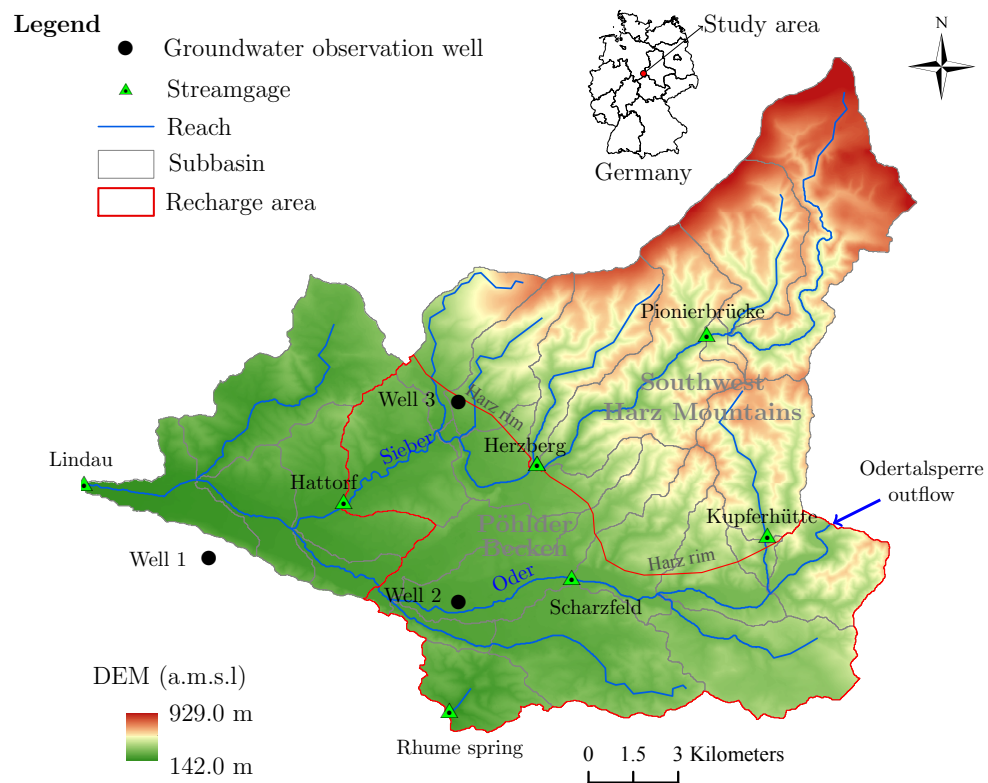 Legend
Groundwater observation well
Streamgage
Reach
Subbasin
Recharge area
Study area
Germany
N
Pionierbrücke
Southwest
Harz Mountains
Well 3
Harz rim
Sieber
Herzberg
Lindau
Hattorf
Odertalsperre
outflow
Kupferhütte
Pöhlder
Becken
Well 1
Harz rim
Oder
Well 2
Scharzfeld
DEM (a.m.s.l)
929.0 m
142.0 m
Rhume spring
0 1.5 3 Kilometers